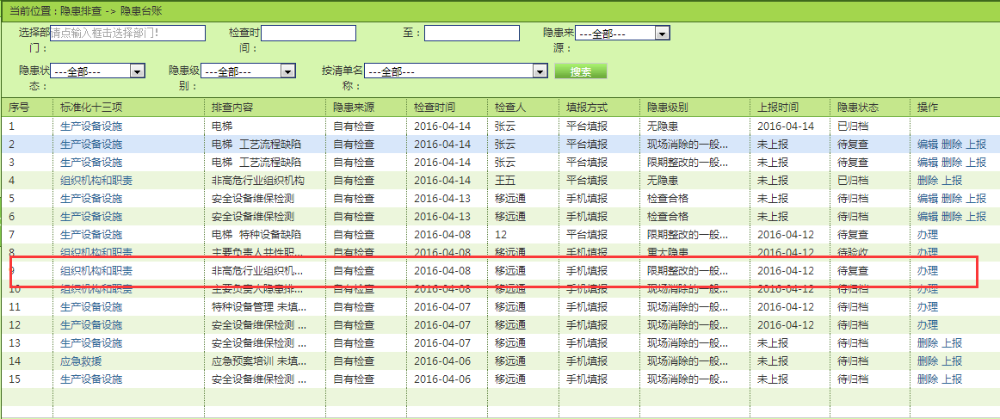 当前位置：隐患排查 -> 隐患台账
选择部门： 请点输入框击选择部门！ 检查时间： 至： 隐患来源： ---全部---
隐患状态： ---全部--- 隐患级别： ---全部--- 按清单名称： ---全部--- 搜索
序号 标准化十三项 排查内容 隐患来源 检查时间 检查人 填报方式 隐患级别 上报时间 隐患状态 操作
1 生产设备设施 电梯 自有检查 2016-04-14 张云 平台填报 无隐患 2016-04-14 已归档
2 生产设备设施 电梯 工艺流程缺陷 自有检查 2016-04-14 张云 平台填报 现场消除的一般... 未上报 待复查 编辑 删除 上报
3 生产设备设施 电梯 工艺流程缺陷 自有检查 2016-04-14 张云 平台填报 限期整改的一般... 未上报 待复查 编辑 删除 上报
4 组织机构和职责 非高危行业组织机构 自有检查 2016-04-14 王五 平台填报 无隐患 未上报 已归档 删除 上报
5 生产设备设施 安全设备维保检测 自有检查 2016-04-13 移远通 手机填报 检查合格 未上报 待归档 编辑 删除 上报
6 生产设备设施 安全设备维保检测 自有检查 2016-04-13 移远通 手机填报 检查合格 未上报 待归档 编辑 删除 上报
7 生产设备设施 电梯 特种设备缺陷 自有检查 2016-04-08 12 平台填报 限期整改的一般... 2016-04-12 待复查 办理
8 组织机构和职责 主要负责人共性职... 自有检查 2016-04-08 移远通 手机填报 重大隐患 2016-04-12 待验收 办理
9 组织机构和职责 非高危行业组织机... 自有检查 2016-04-08 移远通 手机填报 限期整改的一般... 2016-04-12 待复查 办理
10 组织机构和职责 主要负责人隐患排... 自有检查 2016-04-08 移远通 手机填报 现场消除的一般... 2016-04-12 待归档 办理
11 生产设备设施 特种设备管理 未填... 自有检查 2016-04-07 移远通 手机填报 现场消除的一般... 2016-04-12 待归档 办理
12 生产设备设施 安全设备维保检测 ... 自有检查 2016-04-07 移远通 手机填报 现场消除的一般... 2016-04-12 待归档 办理
13 生产设备设施 安全设备维保检测 ... 自有检查 2016-04-07 移远通 手机填报 现场消除的一般... 未上报 待归档 删除 上报
14 应急救援 应急预案培训 未填... 自有检查 2016-04-06 移远通 手机填报 现场消除的一般... 未上报 待归档 删除 上报
15 生产设备设施 安全设备维保检测 ... 自有检查 2016-04-06 移远通 手机填报 现场消除的一般... 未上报 待归档 删除 上报